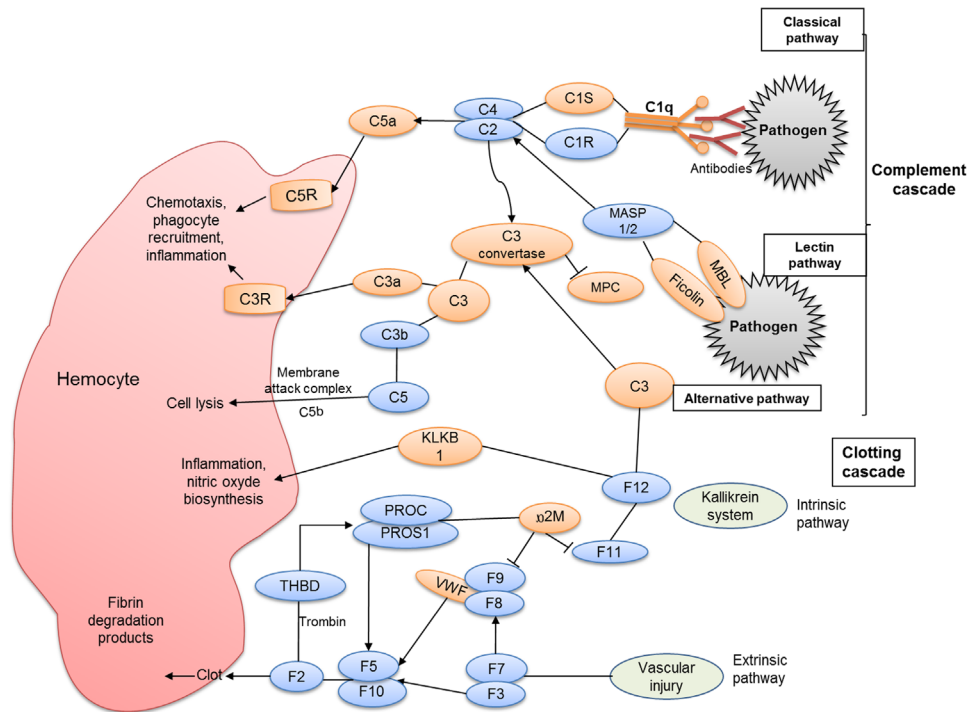 Classical
pathway
C1S
C4
C1q
C5a
C2
Pathogen
C1R
Antibodies
Complement
cascade
C5R
Chemotaxis,
phagocyte
recruitment,
inflammation
MASP
1/2
C3
convertase
Lectin
pathway
MBL
Ficolin
C3a
MPC
C3R
C3
Pathogen
C3b
Hemocyte
Membrane
attack complex
C3
C5
Alternative pathway
Cell lysis
C5b
KLKB
1
Clotting
cascade
Inflammation,
nitric oxyde
biosynthesis
F12
Kallikrein
system
Intrinsic
pathway
PROC
ꭒ2M
PROS1
F11
F9
VWF
THBD
F8
Fibrin
degradation
products
Trombin
F5
F7
Vascular
injury
Extrinsic
pathway
Clot
F2
F10
F3